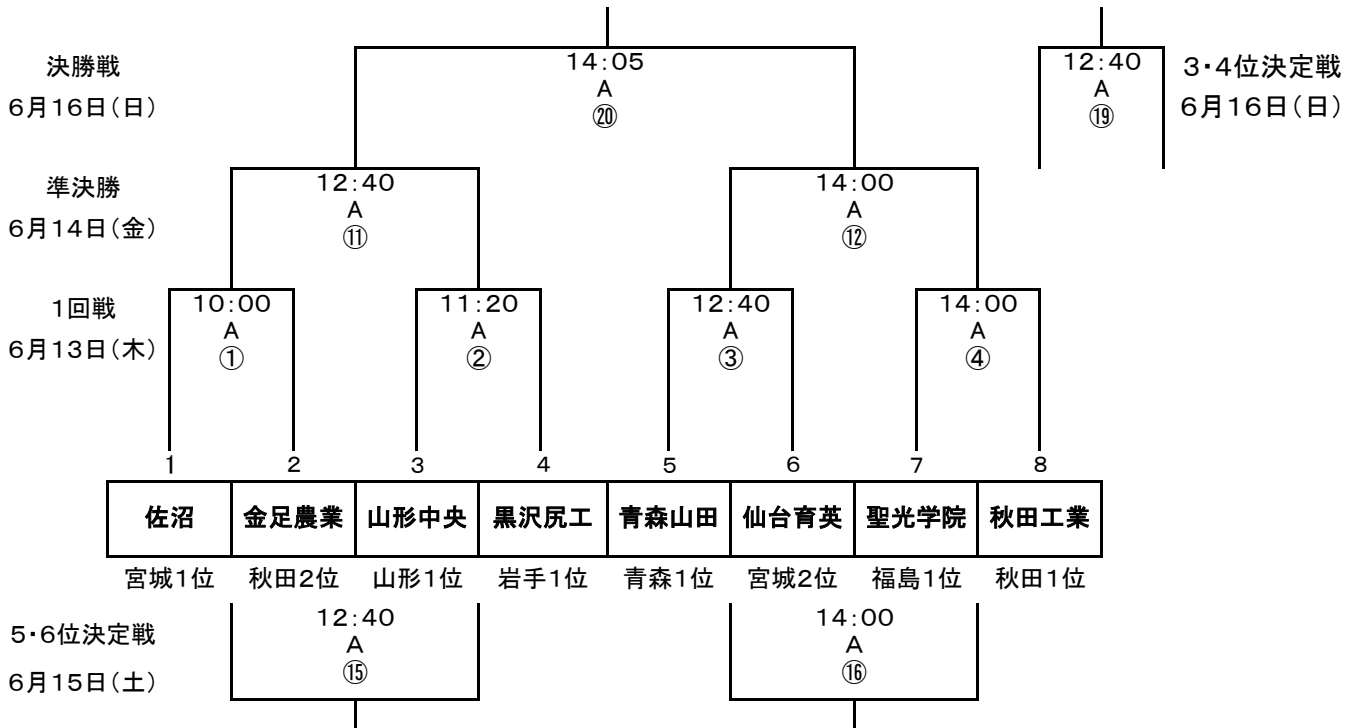 決勝戦
6月16日(日)
14:05
A
⑳
12:40
A
⑲
3・4位決定戦
6月16日(日)
準決勝
6月14日(金)
12:40
A
⑪
14:00
A
⑫
1回戦
6月13日(木)
10:00
A
①
11:20
A
②
12:40
A
③
14:00
A
④
1 2 3 4 5 6 7 8
佐沼 金足農業 山形中央 黒沢尻工 青森山田 仙台育英 聖光学院 秋田工業
宮城1位 秋田2位 山形1位 岩手1位 青森1位 宮城2位 福島1位 秋田1位
5・6位決定戦
6月15日(土)
12:40
A
⑮
14:00
A
⑯